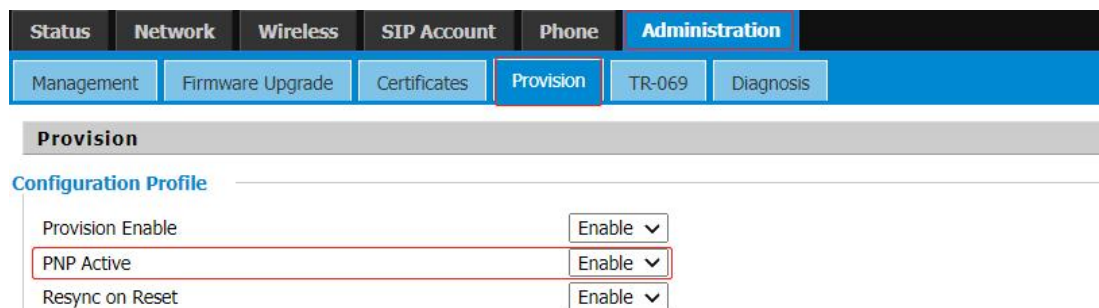 Status Network Wireless SIP Account Phone Administration
Management Firmware Upgrade Certificates Provision TR-069 Diagnosis
Provision
Configuration Profile
Provision Enable Enable
PNP Active Enable
Resync on Reset Enable